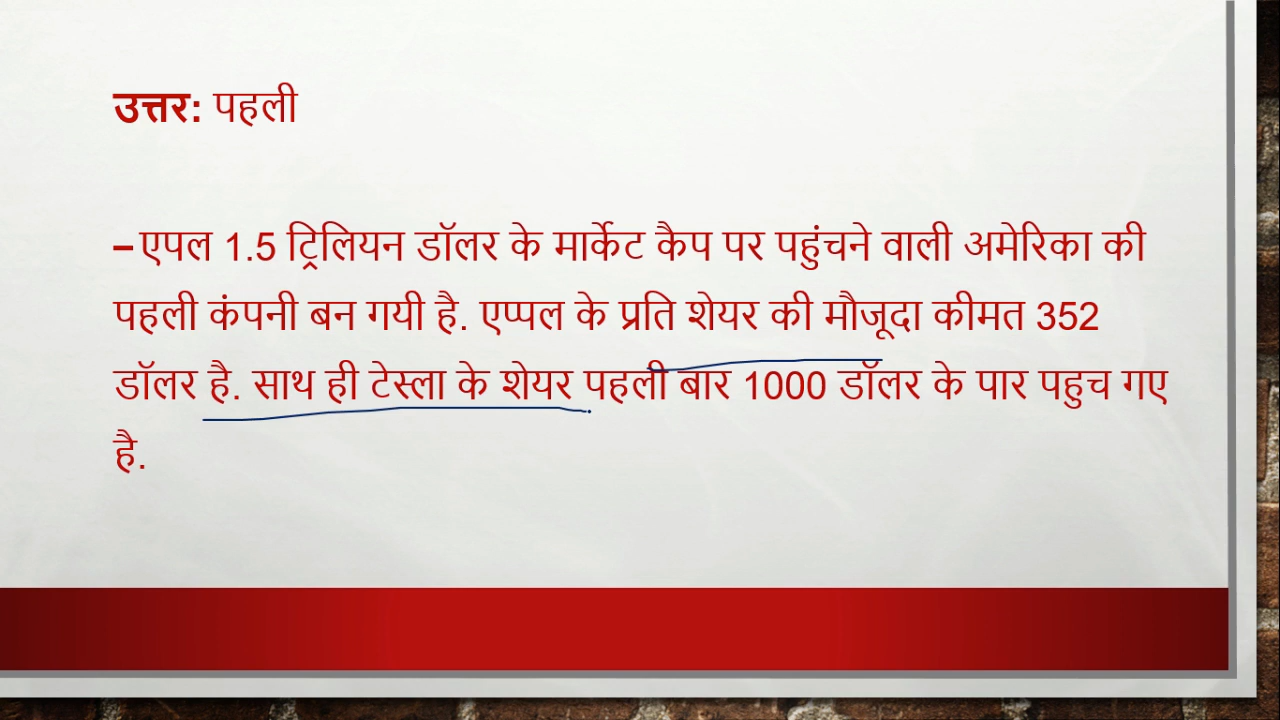 उत्तर: पहली
– एपल 1.5 ट्रिलियन डॉलर के मार्केट कैप पर पहुंचने वाली अमेरिका की
पहली कंपनी बन गयी है. एप्पल के प्रति शेयर की मौजूदा कीमत 352
डॉलर है. साथ ही टेस्ला के शेयर पहली बार 1000 डॉलर के पार पहुच गए
है.